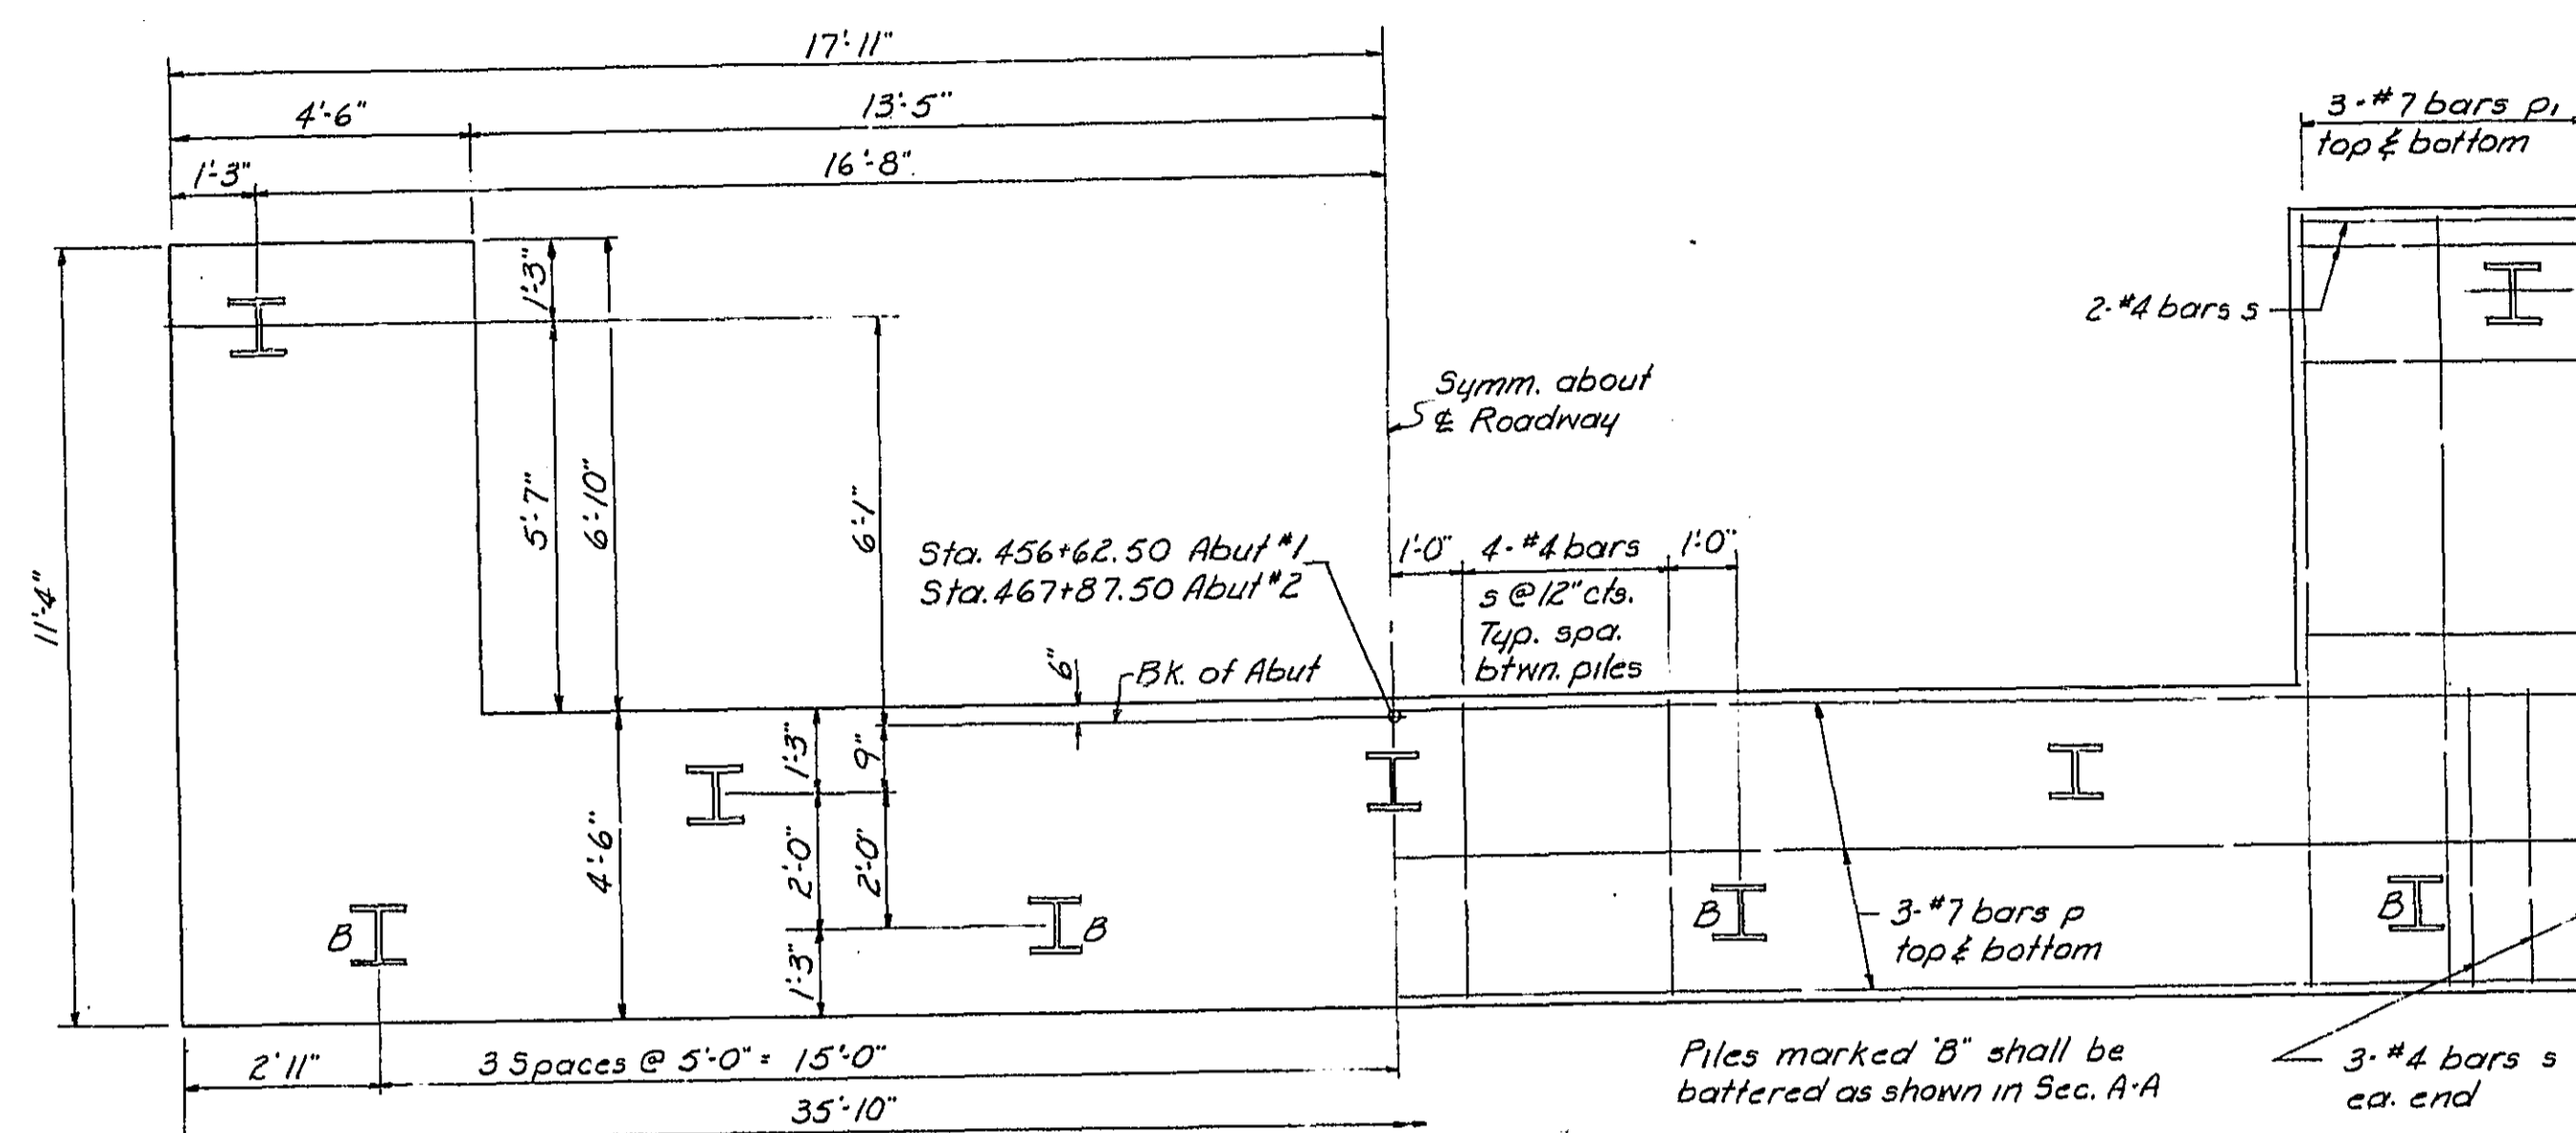 17'-11"
4'-6"
13'-5"
1'-3"
16'-8"
3-#7 bars p1
top & bottom
1'-3"
2-#4 bars s
Symm. about
℄ Roadway
5'-7"
6'-10"
6'-1"
11'-4"
Sta. 456+62.50 Abut #1
Sta. 467+87.50 Abut #2
1'-0"
4-#4 bars
s @ 12" cts.
Typ. spa.
btwn. piles
1'-0"
6"
Bk. of Abut
1'-3"
9"
4'-6"
2'-0"
2'-0"
1'-3"
B
B
B
B
3-#7 bars p
top & bottom
2'11"
3 Spaces @ 5'-0" = 15'-0"
35'-10"
Piles marked "B" shall be
battered as shown in Sec. A-A
3-#4 bars s
ea. end